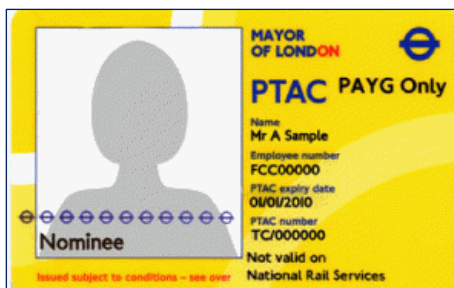 MAYOR
OF LONDON
PTAC PAYG Only
Name
Mr A Sample
Employee number
FCC00000
PTAC expiry date
01/01/2010
PTAC number
TC/000000
Nominee
Not valid on
National Rail Services
Issued subject to conditions – see over